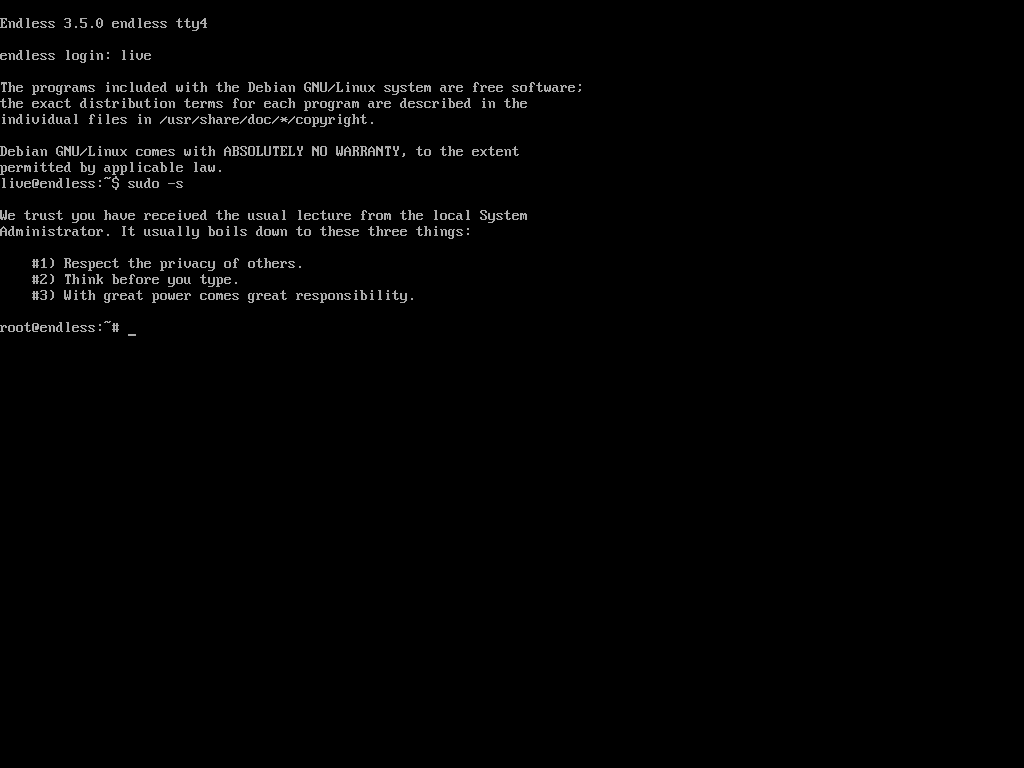 Endless 3.5.0 endless tty4
endless login: live
The programs included with the Debian GNU/Linux system are free software;
the exact distribution terms for each program are described in the
individual files in /usr/share/doc/*/copyright.
Debian GNU/Linux comes with ABSOLUTELY NO WARRANTY, to the extent
permitted by applicable law.
live@endless:~$ sudo -s
We trust you have received the usual lecture from the local System
Administrator. It usually boils down to these three things:
#1) Respect the privacy of others.
#2) Think before you type.
#3) With great power comes great responsibility.
root@endless:~# _